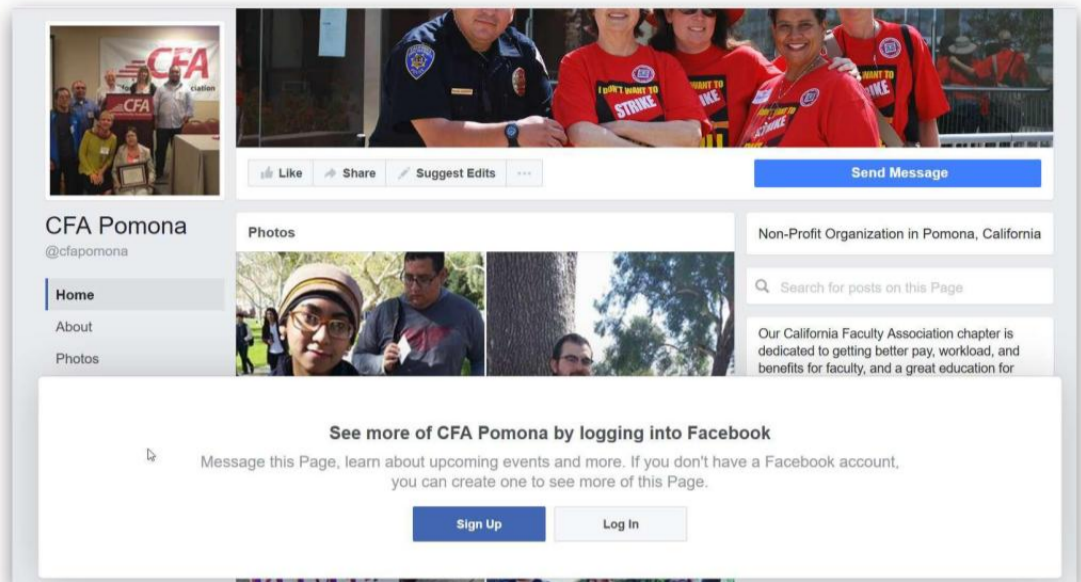 CFA
ciation
CFA
I DON'T WANT TO
STRIKE
WANT TO
IKE
WANT TO
STRIKE
Like
Share
Suggest Edits
Send Message
CFA Pomona
@cfapomona
Home
About
Photos
Photos
Non-Profit Organization in Pomona, California
Search for posts on this Page
Our California Faculty Association chapter is
dedicated to getting better pay, workload, and
benefits for faculty, and a great education for
See more of CFA Pomona by logging into Facebook
Message this Page, learn about upcoming events and more. If you don't have a Facebook account,
you can create one to see more of this Page.
Sign Up
Log In